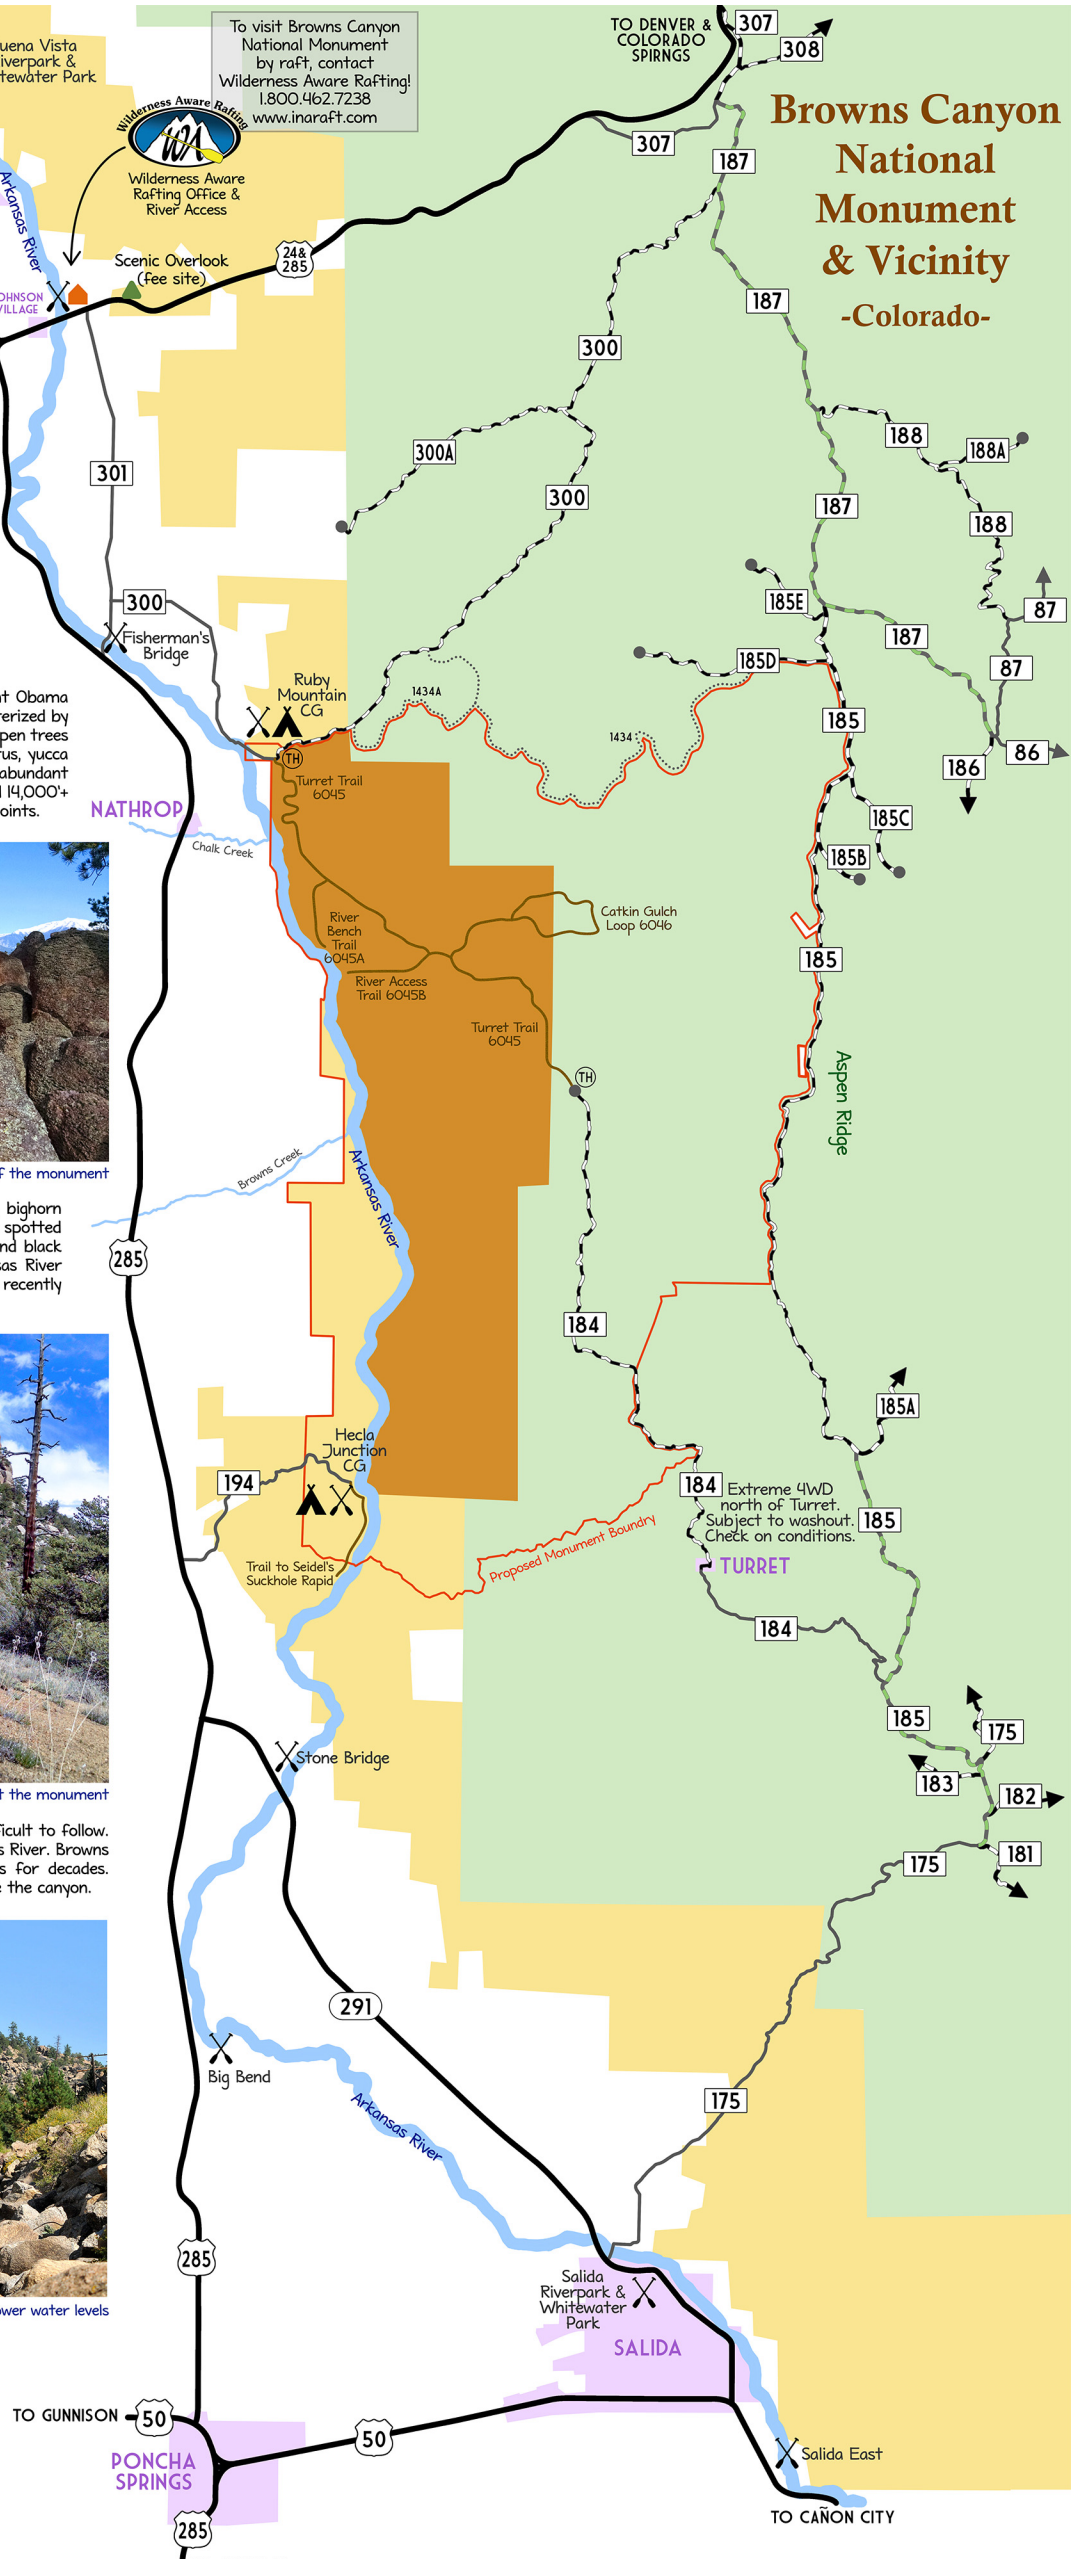 uena Vista
iverpark &
tewater Park
To visit Browns Canyon
National Monument
by raft, contact
Wilderness Aware Rafting!
1.800.462.7238
www.inaraft.com
TO DENVER &
COLORADO
SPIRNGS
307
308
Browns Canyon
National
Monument
& Vicinity
-Colorado-
Wilderness Aware Rafting
WA
Wilderness Aware
Rafting Office &
River Access
307
187
Arkansas River
Scenic Overlook
(fee site)
24&
285
OHNSON
VILLAGE
187
300
300A
188
188A
301
300
187
188
300
185E
87
Fisherman's
Bridge
187
185D
87
Ruby
Mountain
CG
1434A
1434
185
86
186
TH
Turret Trail
6045
nt Obama
terized by
pen trees
tus, yucca
abundant
l 14,000'+
oints.
NATHROP
Chalk Creek
185C
185B
River
Bench
Trail
6045A
Catkin Gulch
Loop 6046
River Access
Trail 6045B
185
Turret Trail
6045
TH
Aspen Ridge
f the monument
Browns Creek
Arkansas River
bighorn
spotted
nd black
sas River
recently
285
184
185A
Hecla
Junction
CG
194
184
Extreme 4WD
north of Turret.
Subject to washout.
Check on conditions.
185
Proposed Monument Boundry
TURRET
Trail to Seidel's
Suckhole Rapid
184
185
175
Stone Bridge
183
182
t the monument
icult to follow.
s River. Browns
s for decades.
e the canyon.
181
175
291
Big Bend
Arkansas River
175
285
Salida
Riverpark &
Whitewater
Park
ower water levels
SALIDA
TO GUNNISON
50
50
PONCHA
SPRINGS
Salida East
285
TO CAÑON CITY